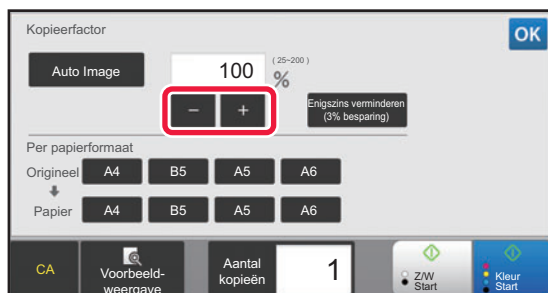 Kopieerfactor
OK
Auto Image
100
(25~200)
%
− +
Enigszins verminderen
(3% besparing)
Per papierformaat
Origineel A4 B5 A5 A6
Papier A4 B5 A5 A6
CA
Voorbeeld-
weergave
Aantal
kopieën
1
Z/W
Start
Kleur
Start